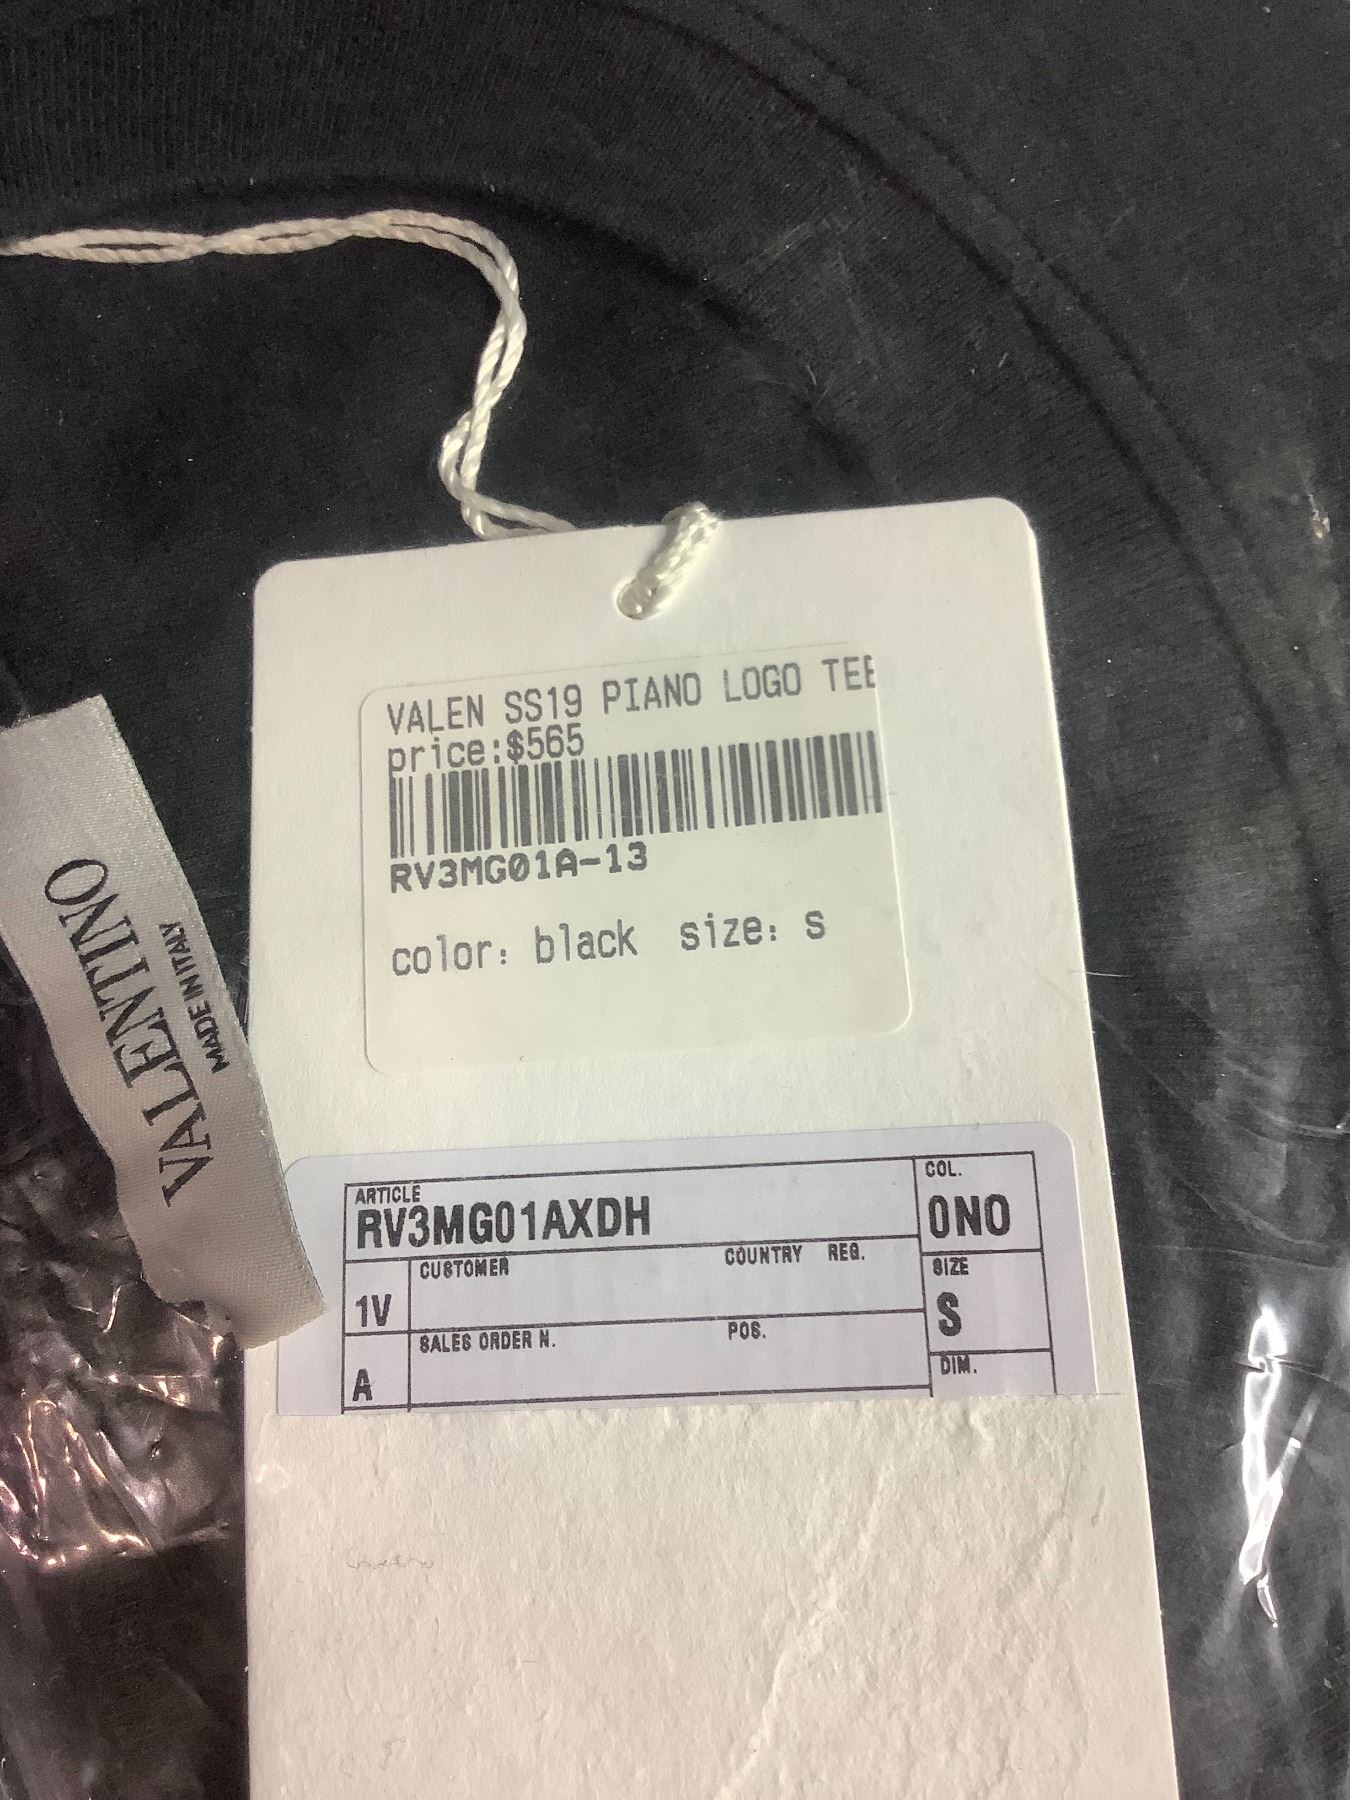 VALEN SS19 PIANO LOGO TEE
price:$565
RV3MG01A-13
color: black size: S
VALENTINO
MADE IN ITALY
ARTICLE
RV3MG01AXDH
COL.
0N0
1V
CUSTOMER
COUNTRY REG.
SIZE
S
A
SALES ORDER N.
POS.
DIM.